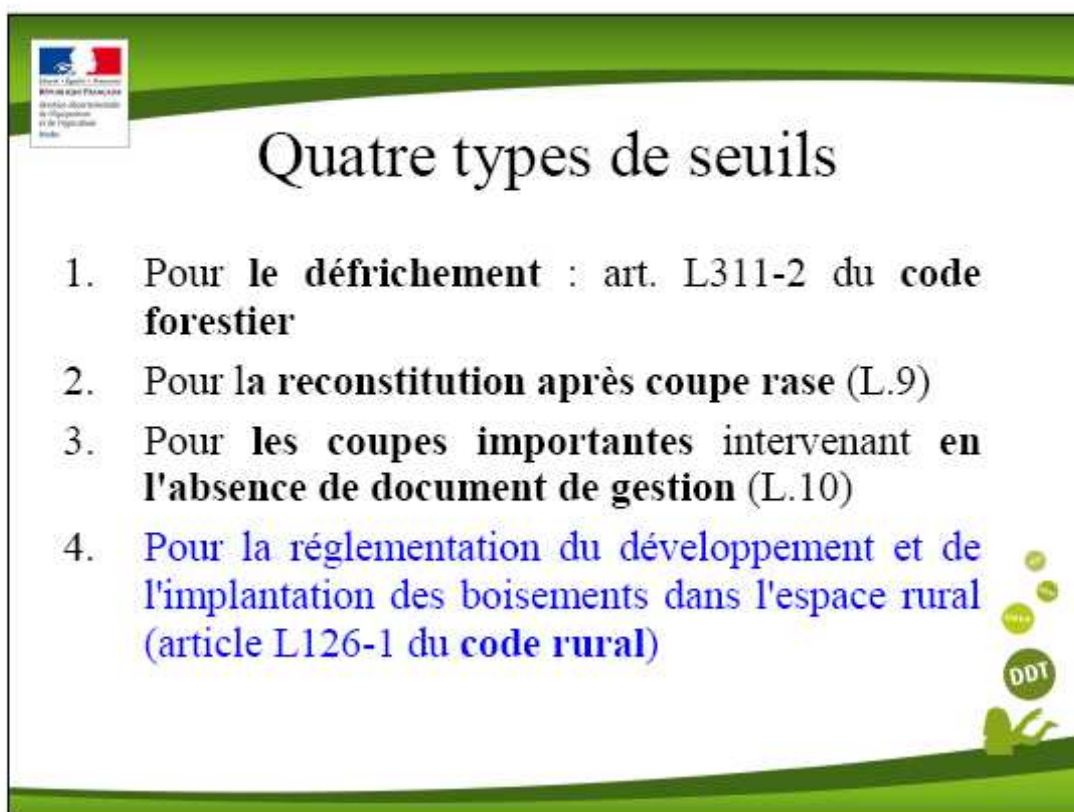 RÉPUBLIQUE FRANÇAISE
Quatre types de seuils
1. Pour le défrichement : art. L311-2 du code
forestier
2. Pour la reconstitution après coupe rase (L.9)
3. Pour les coupes importantes intervenant en
l'absence de document de gestion (L.10)
4. Pour la réglementation du développement et de
l'implantation des boisements dans l'espace rural
(article L126-1 du code rural)
DDT